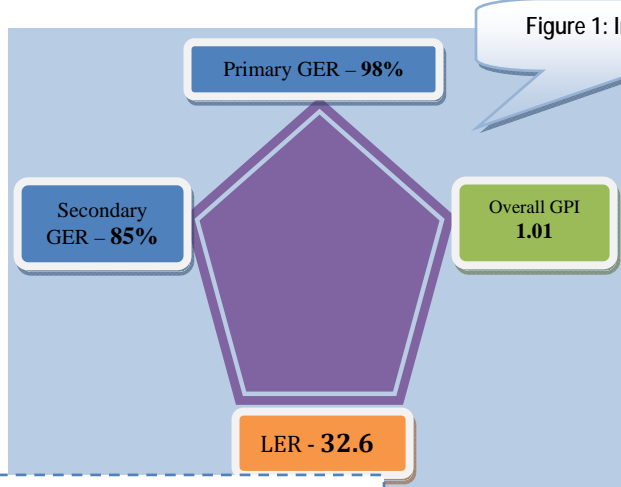 Figure 1: I
Primary GER – 98%
Secondary
GER – 85%
Overall GPI
1.01
LER - 32.6